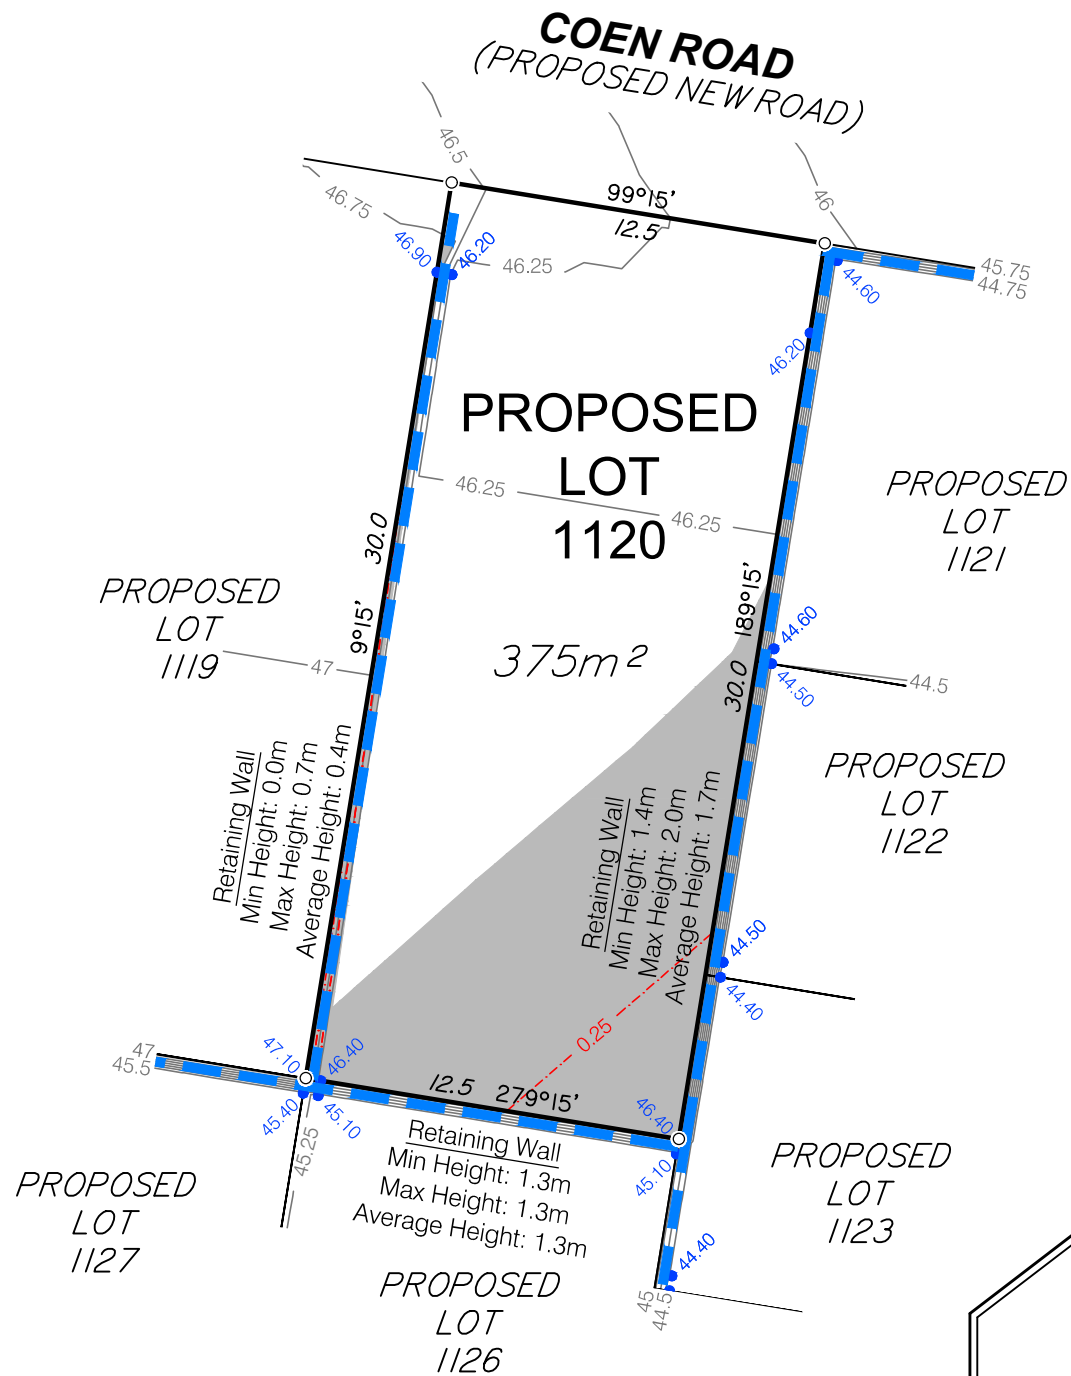 COEN ROAD
(PROPOSED NEW ROAD)
46.5
46.75
99°15'
12.5
46
46.90
46.20
46.25
45.75
44.75
44.60
46.20
PROPOSED
LOT
1120
46.25
46.25
PROPOSED
LOT
1121
30.0
9°15'
PROPOSED
LOT
1119
47
375m²
189°15'
30.0
44.60
44.50
44.5
Retaining Wall
Min Height: 0.0m
Max Height: 0.7m
Average Height: 0.4m
Retaining Wall
Min Height: 1.4m
Max Height: 2.0m
Average Height: 1.7m
PROPOSED
LOT
1122
44.50
44.40
0.25
47
45.5
47.10
46.40
45.40
45.10
45.25
12.5 279°15'
46.40
45.10
Retaining Wall
Min Height: 1.3m
Max Height: 1.3m
Average Height: 1.3m
PROPOSED
LOT
1123
PROPOSED
LOT
1127
44.40
45
44.5
PROPOSED
LOT
1126